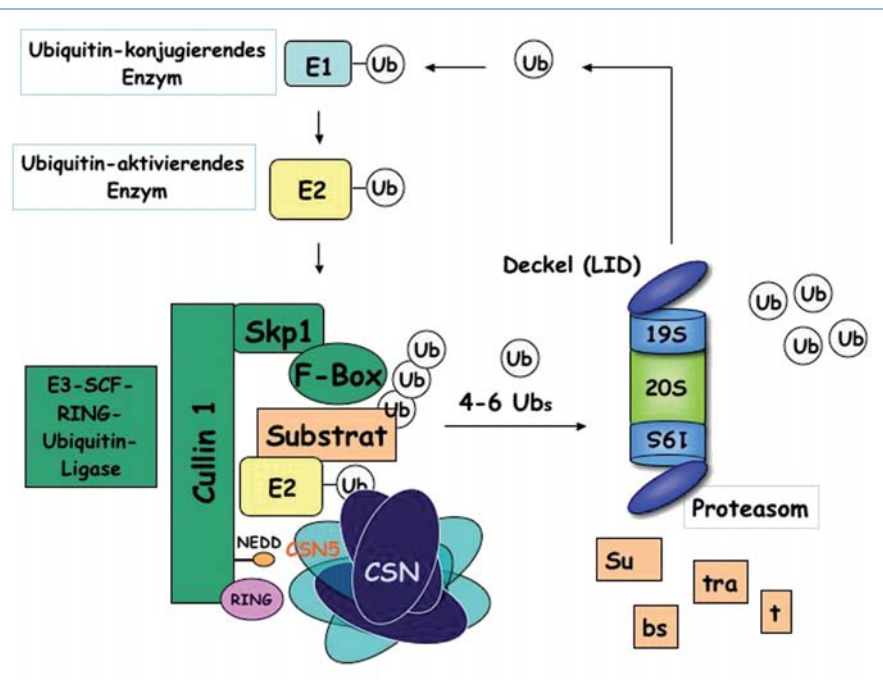 Ubiquitin-konjugierendes
Enzym
E1
Ub
Ub
Ubiquitin-aktivierendes
Enzym
E2
Ub
Deckel (LID)
Skp1
F-Box
Ub
Ub
Ub
Ub
4-6 Ubs
19S
20S
19S
Ub
Ub
Ub
Ub
E3-SCF-
RING-
Ubiquitin-
Ligase
Cullin 1
Substrat
E2
Ub
Proteasom
NEDD
CSN5
CSN
RING
Su
tra
bs
t